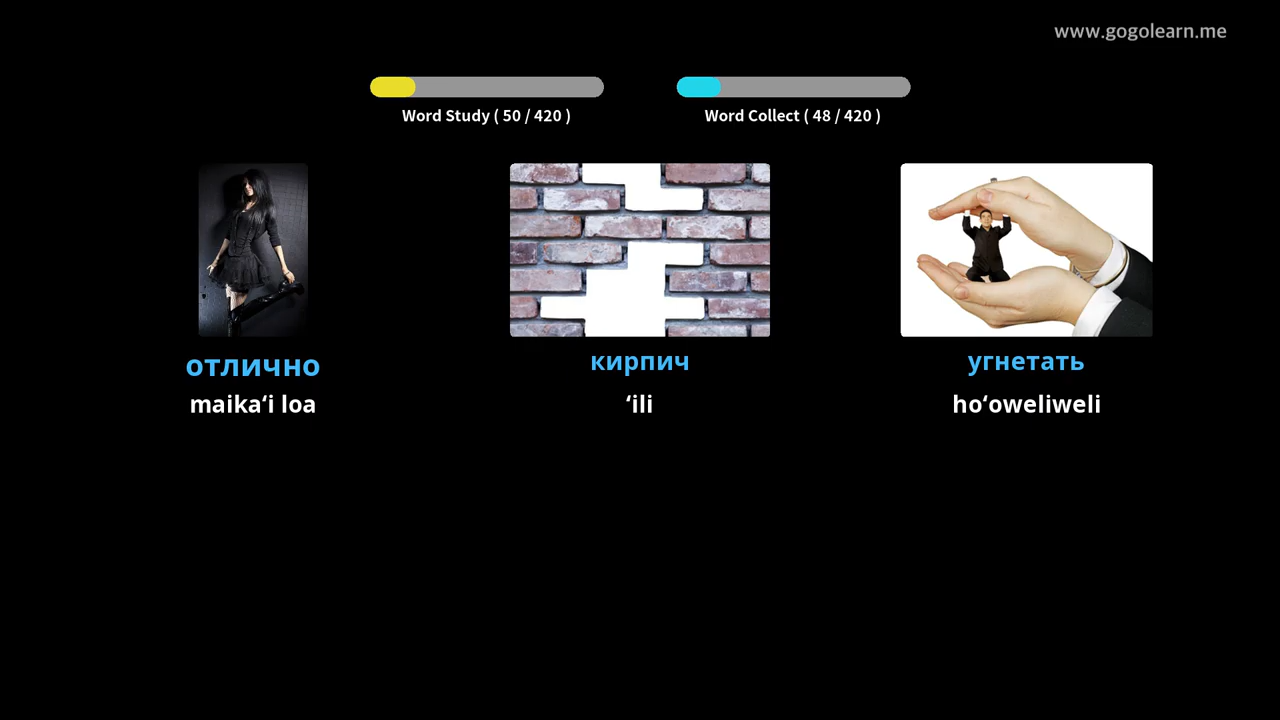 www.gogolearn.me
Word Study ( 50 / 420 )
Word Collect ( 48 / 420 )
отлично
кирпич
угнетать
maikaʻi loa
ʻili
hoʻoweliweli